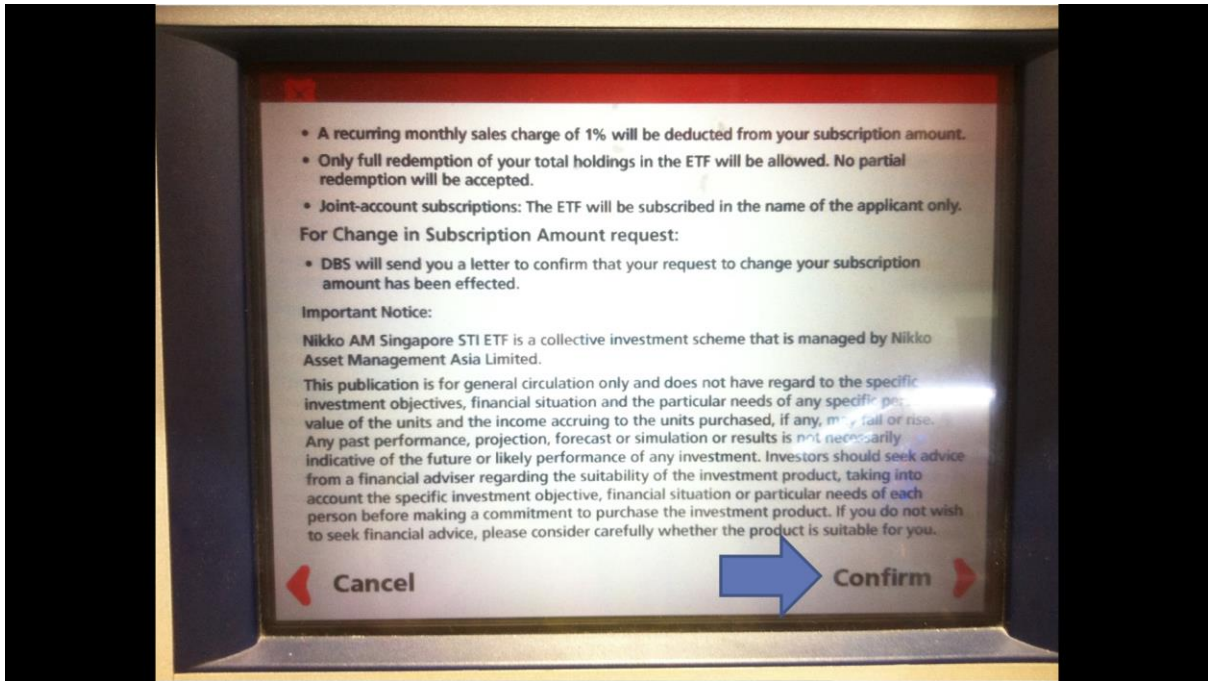 • A recurring monthly sales charge of 1% will be deducted from your subscription amount.
• Only full redemption of your total holdings in the ETF will be allowed. No partial
redemption will be accepted.
• Joint-account subscriptions: The ETF will be subscribed in the name of the applicant only.
For Change in Subscription Amount request:
• DBS will send you a letter to confirm that your request to change your subscription
amount has been effected.
Important Notice:
Nikko AM Singapore STI ETF is a collective investment scheme that is managed by Nikko
Asset Management Asia Limited.
This publication is for general circulation only and does not have regard to the specific
investment objectives, financial situation and the particular needs of any specific
value of the units and the income accruing to the units purchased, if any, may fall or rise.
Any past performance, projection, forecast or simulation or results is not necessarily
indicative of the future or likely performance of any investment. Investors should seek advice
from a financial adviser regarding the suitability of the investment product, taking into
account the specific investment objective, financial situation or particular needs of each
person before making a commitment to purchase the investment product. If you do not wish
to seek financial advice, please consider carefully whether the product is suitable for you.
Cancel
Confirm